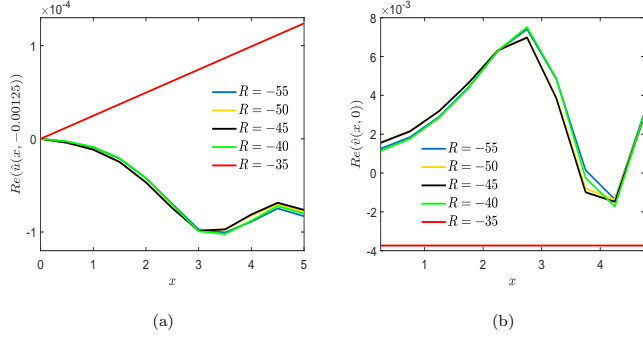 ×10⁻⁴
1
0
-1
0
1
2
3
4
5
x
Re(û(x, −0.00125))
R = −55
R = −50
R = −45
R = −40
R = −35
(a)
×10⁻³
8
6
4
2
0
-2
-4
1
2
3
4
x
Re(v̂(x, 0))
R = −55
R = −50
R = −45
R = −40
R = −35
(b)